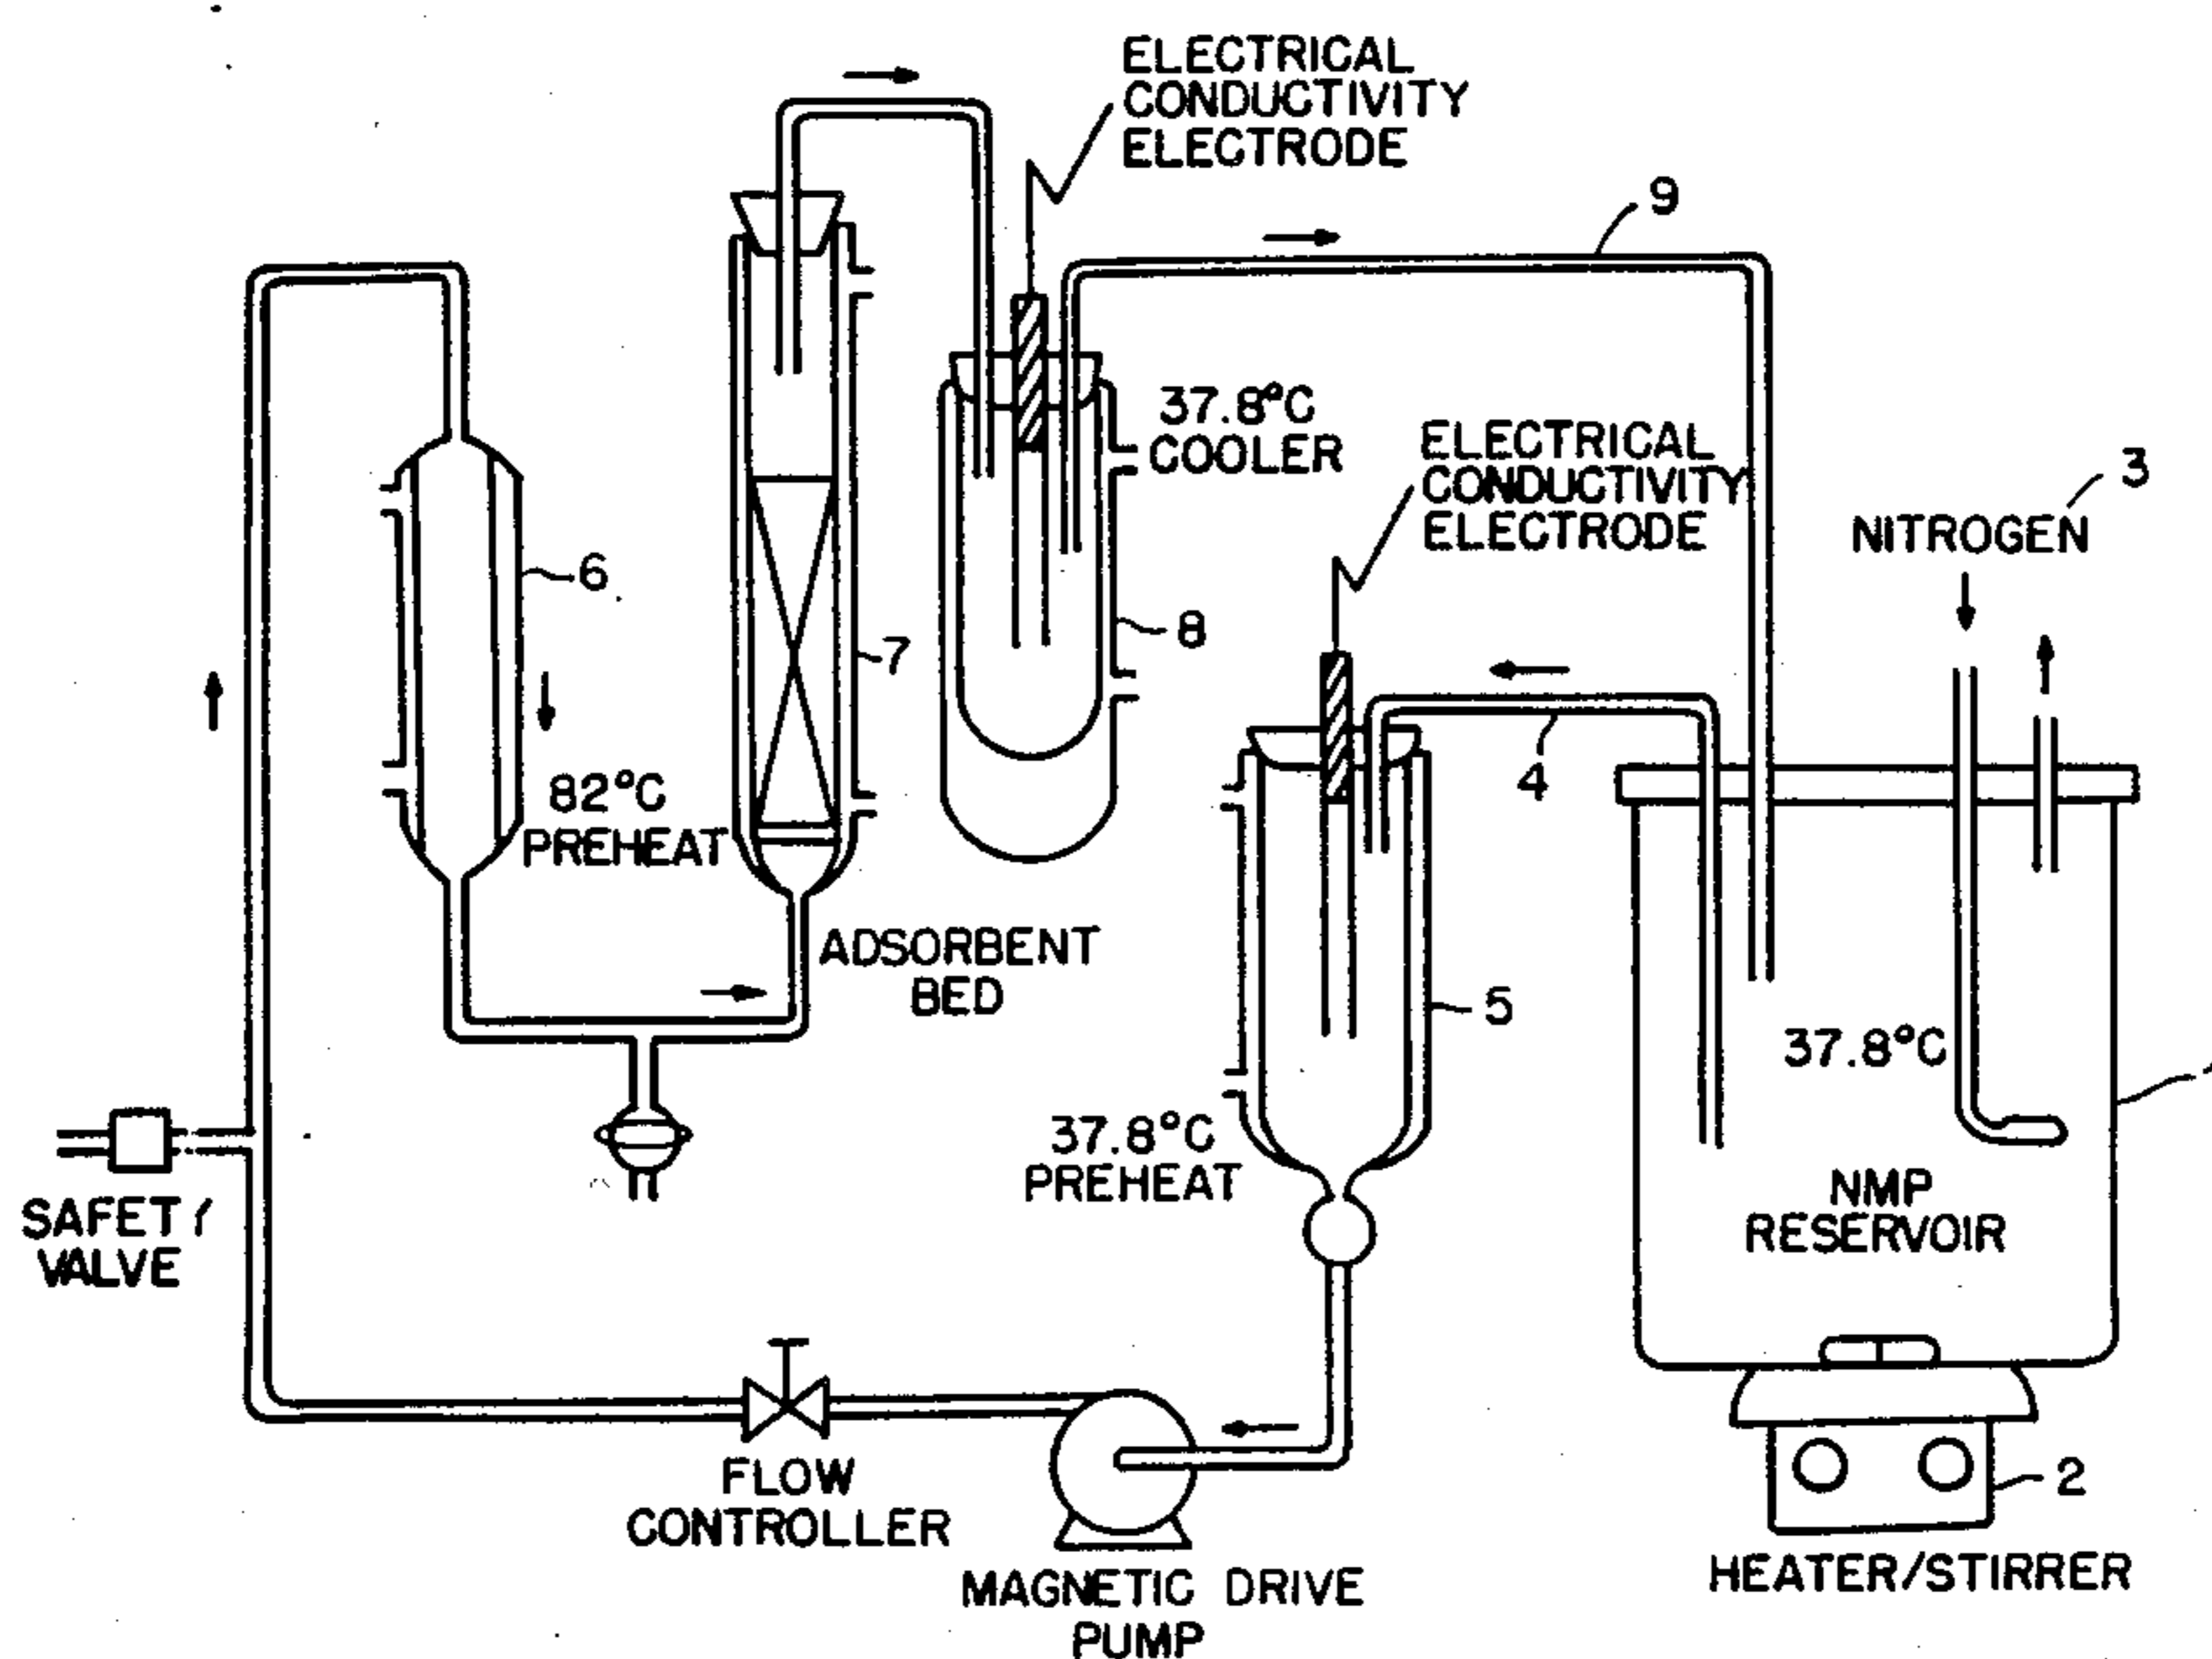 ELECTRICAL
CONDUCTIVITY
ELECTRODE
9
37.8°C
COOLER
ELECTRICAL
CONDUCTIVITY
ELECTRODE
3
NITROGEN
6
7
8
4
82°C
PREHEAT
ADSORBENT
BED
5
37.8°C
37.8°C
PREHEAT
NMP
RESERVOIR
SAFETY
VALVE
FLOW
CONTROLLER
2
MAGNETIC DRIVE
PUMP
HEATER/STIRRER